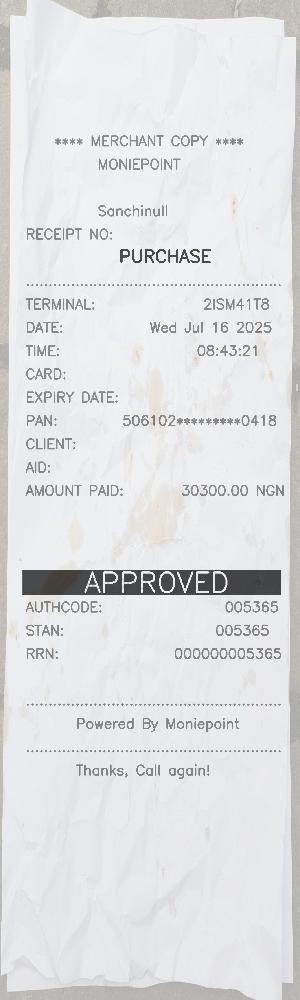 **** MERCHANT COPY ****
MONIEPOINT
Sanchinull
RECEIPT NO:
PURCHASE
TERMINAL: 2ISM41T8
DATE: Wed Jul 16 2025
TIME: 08:43:21
CARD:
EXPIRY DATE:
PAN: 506102*********0418
CLIENT:
AID:
AMOUNT PAID: 30300.00 NGN
APPROVED
AUTHCODE: 005365
STAN: 005365
RRN: 000000005365
Powered By Moniepoint
Thanks, Call again!